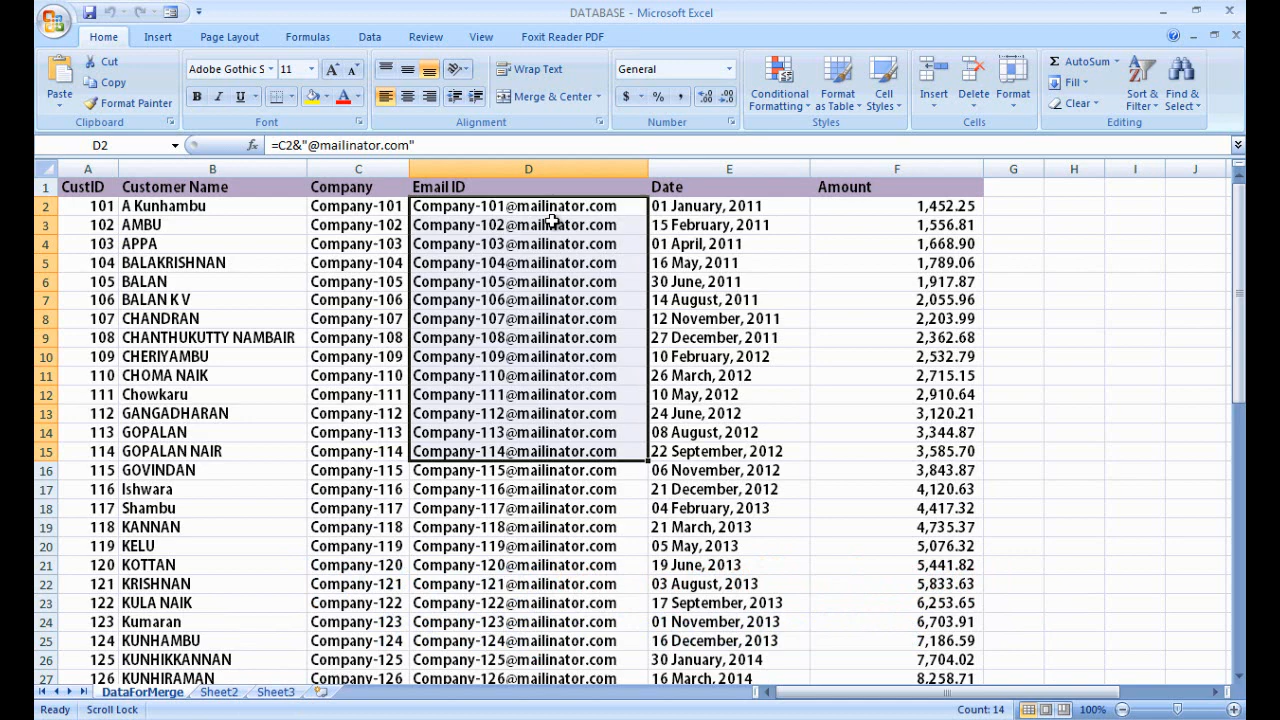 DATABASE - Microsoft Excel
Home Insert Page Layout Formulas Data Review View Foxit Reader PDF
Paste Cut Copy Format Painter Clipboard
Adobe Gothic S 11 A A B I U A Font
Wrap Text Merge & Center Alignment
General $ % , .0 .00 .00 .0 Number
Conditional Formatting Format as Table Cell Styles Styles
Insert Delete Format Cells
Σ AutoSum Fill Clear Sort & Filter Find & Select Editing
D2 fx =C2&"@mailinator.com"
A B C D E F G H I J
1 CustID Customer Name Company Email ID Date Amount
2 101 A Kunhambu Company-101 Company-101@mailinator.com 01 January, 2011 1,452.25
3 102 AMBU Company-102 Company-102@mailinator.com 15 February, 2011 1,556.81
4 103 APPA Company-103 Company-103@mailinator.com 01 April, 2011 1,668.90
5 104 BALAKRISHNAN Company-104 Company-104@mailinator.com 16 May, 2011 1,789.06
6 105 BALAN Company-105 Company-105@mailinator.com 30 June, 2011 1,917.87
7 106 BALAN K V Company-106 Company-106@mailinator.com 14 August, 2011 2,055.96
8 107 CHANDRAN Company-107 Company-107@mailinator.com 12 November, 2011 2,203.99
9 108 CHANTHUKUTTY NAMBAIR Company-108 Company-108@mailinator.com 27 December, 2011 2,362.68
10 109 CHERIYAMBU Company-109 Company-109@mailinator.com 10 February, 2012 2,532.79
11 110 CHOMA NAIK Company-110 Company-110@mailinator.com 26 March, 2012 2,715.15
12 111 Chowkaru Company-111 Company-111@mailinator.com 10 May, 2012 2,910.64
13 112 GANGADHARAN Company-112 Company-112@mailinator.com 24 June, 2012 3,120.21
14 113 GOPALAN Company-113 Company-113@mailinator.com 08 August, 2012 3,344.87
15 114 GOPALAN NAIR Company-114 Company-114@mailinator.com 22 September, 2012 3,585.70
16 115 GOVINDAN Company-115 Company-115@mailinator.com 06 November, 2012 3,843.87
17 116 Ishwara Company-116 Company-116@mailinator.com 21 December, 2012 4,120.63
18 117 Shambu Company-117 Company-117@mailinator.com 04 February, 2013 4,417.32
19 118 KANNAN Company-118 Company-118@mailinator.com 21 March, 2013 4,735.37
20 119 KELU Company-119 Company-119@mailinator.com 05 May, 2013 5,076.32
21 120 KOTTAN Company-120 Company-120@mailinator.com 19 June, 2013 5,441.82
22 121 KRISHNAN Company-121 Company-121@mailinator.com 03 August, 2013 5,833.63
23 122 KULA NAIK Company-122 Company-122@mailinator.com 17 September, 2013 6,253.65
24 123 Kumaran Company-123 Company-123@mailinator.com 01 November, 2013 6,703.91
25 124 KUNHAMBU Company-124 Company-124@mailinator.com 16 December, 2013 7,186.59
26 125 KUNHIKKANNAN Company-125 Company-125@mailinator.com 30 January, 2014 7,704.02
27 126 KUNHIRAMAN Company-126 Company-126@mailinator.com 16 March, 2014 8,258.71
DataForMerge Sheet2 Sheet3
Ready Scroll Lock Count: 14 100%